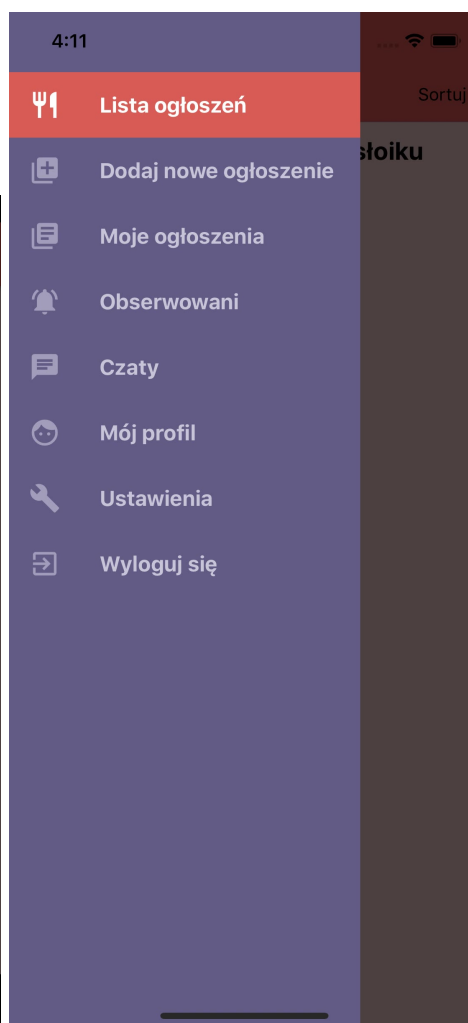 4:11
Sortuj
Lista ogłoszeń
słoiku
Dodaj nowe ogłoszenie
Moje ogłoszenia
Obserwowani
Czaty
Mój profil
Ustawienia
Wyloguj się